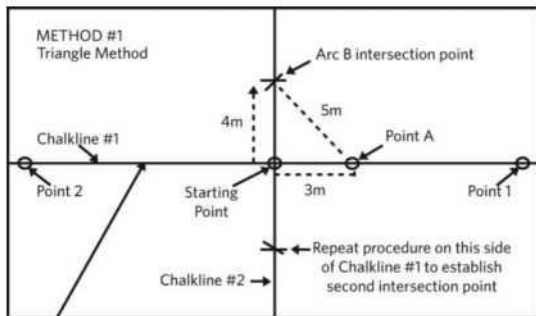 METHOD #1
Triangle Method
Arc B intersection point
4m
5m
Chalkline #1
Point A
Point 2
Starting
Point
3m
Point 1
Repeat procedure on this side
of Chalkline #1 to establish
second intersection point
Chalkline #2